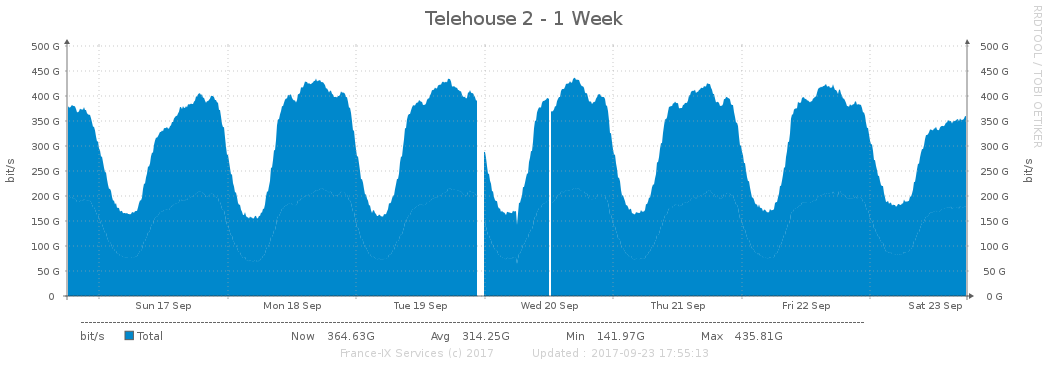 Telehouse 2 - 1 Week
RRDTOOL / TOBI OETIKER
bit/s
500 G
450 G
400 G
350 G
300 G
250 G
200 G
150 G
100 G
50 G
0
500 G
450 G
400 G
350 G
300 G
250 G
200 G
150 G
100 G
50 G
0 G
bit/s
Sun 17 Sep Mon 18 Sep Tue 19 Sep Wed 20 Sep Thu 21 Sep Fri 22 Sep Sat 23 Sep
bit/s Total Now 364.63G Avg 314.25G Min 141.97G Max 435.81G
France-IX Services (c) 2017 Updated : 2017-09-23 17:55:13